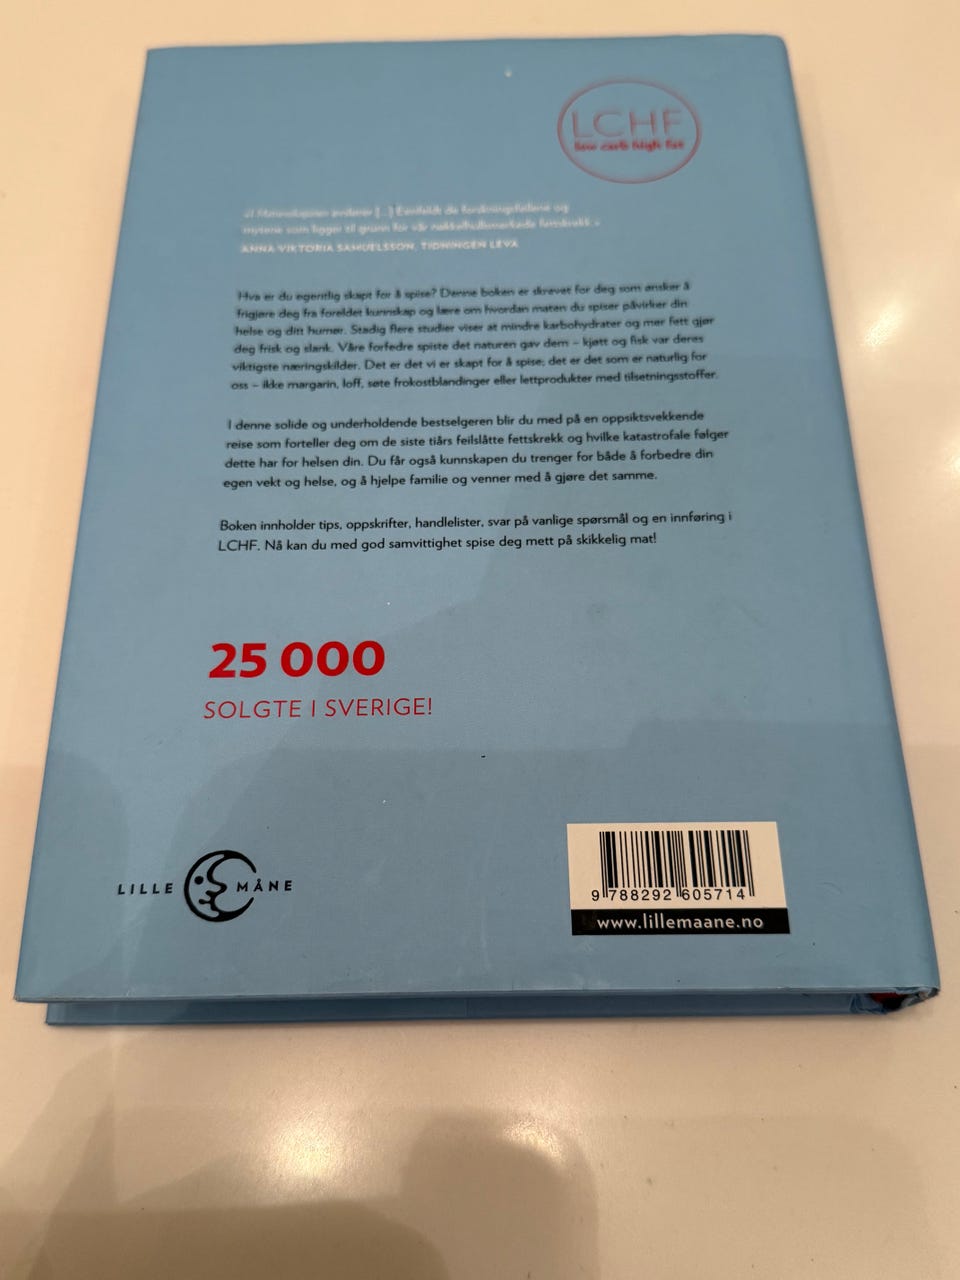 LCHF
low carb high fat
mytene som ligger til grunn for vår nøkkelhullsmerkede fettskrekk.»
ANNA VIKTORIA SAMUELSSON, TIDNINGEN LEVA
Hva er du egentlig skapt for å spise? Denne boken er skrevet for deg som ønsker å
frigjøre deg fra foreldet kunnskap og lære om hvordan maten du spiser påvirker din
helse og ditt humør. Stadig flere studier viser at mindre karbohydrater og mer fett gjør
deg frisk og slank. Våre forfedre spiste det naturen gav dem – kjøtt og fisk var deres
viktigste næringskilder. Det er det vi er skapt for å spise, det er det som er naturlig for
oss – ikke margarin, loff, søte frokostblandinger eller lettprodukter med tilsetningsstoffer.
I denne solide og underholdende bestselgeren blir du med på en oppsiktsvekkende
reise som forteller deg om de siste tiårs feilslåtte fettskrekk og hvilke katastrofale følger
dette har for helsen din. Du får også kunnskapen du trenger for både å forbedre din
egen vekt og helse, og å hjelpe familie og venner med å gjøre det samme.
Boken innholder tips, oppskrifter, handlelister, svar på vanlige spørsmål og en innføring i
LCHF. Nå kan du med god samvittighet spise deg mett på skikkelig mat!
25 000
SOLGTE I SVERIGE!
LILLE MÅNE
9 788292 605714
www.lillemaane.no